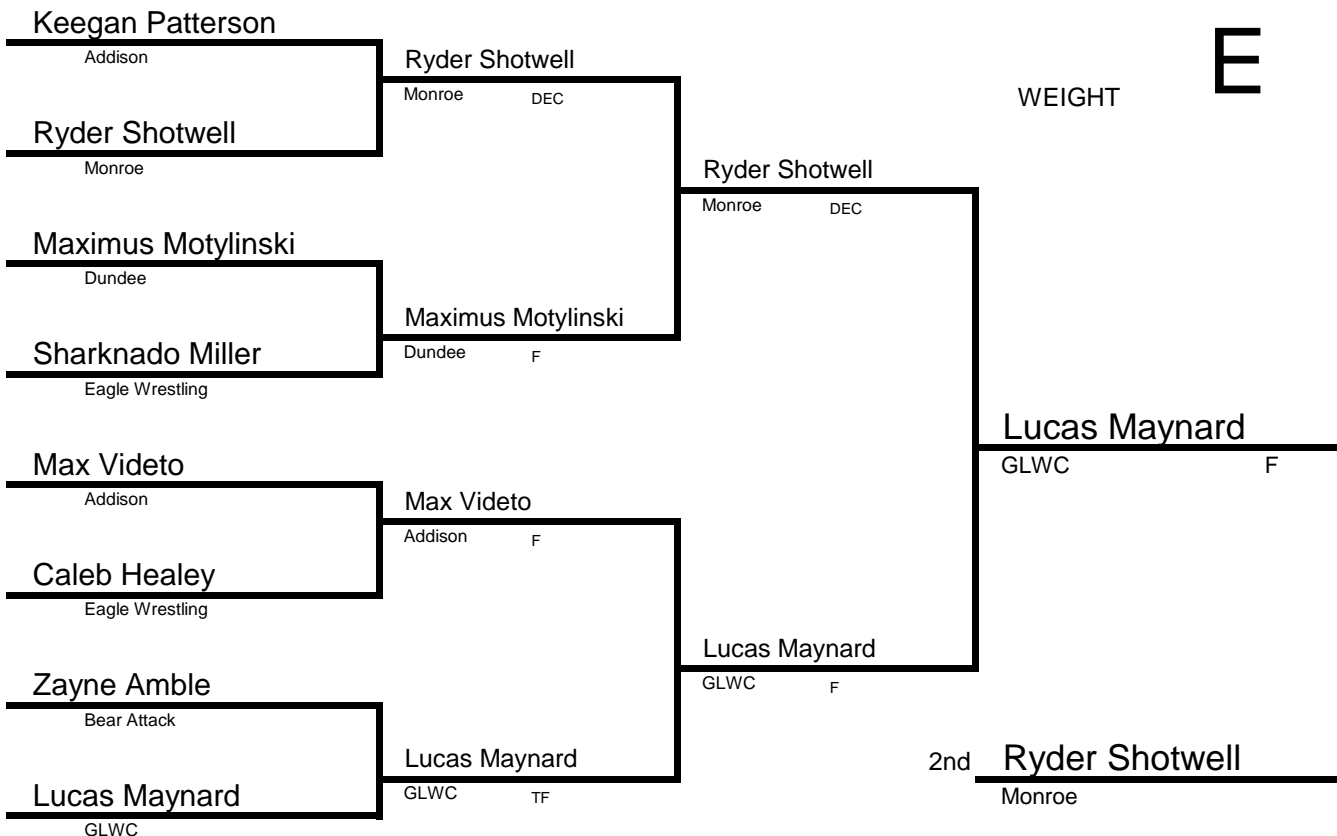 Keegan Patterson
Addison
Ryder Shotwell
Monroe DEC
E
WEIGHT
Ryder Shotwell
Monroe
Ryder Shotwell
Monroe DEC
Maximus Motylinski
Dundee
Maximus Motylinski
Dundee F
Sharknado Miller
Eagle Wrestling
Lucas Maynard
GLWC F
Max Videto
Addison
Max Videto
Addison F
Caleb Healey
Eagle Wrestling
Lucas Maynard
GLWC F
Zayne Amble
Bear Attack
Lucas Maynard
GLWC TF
2nd Ryder Shotwell
Monroe
Lucas Maynard
GLWC